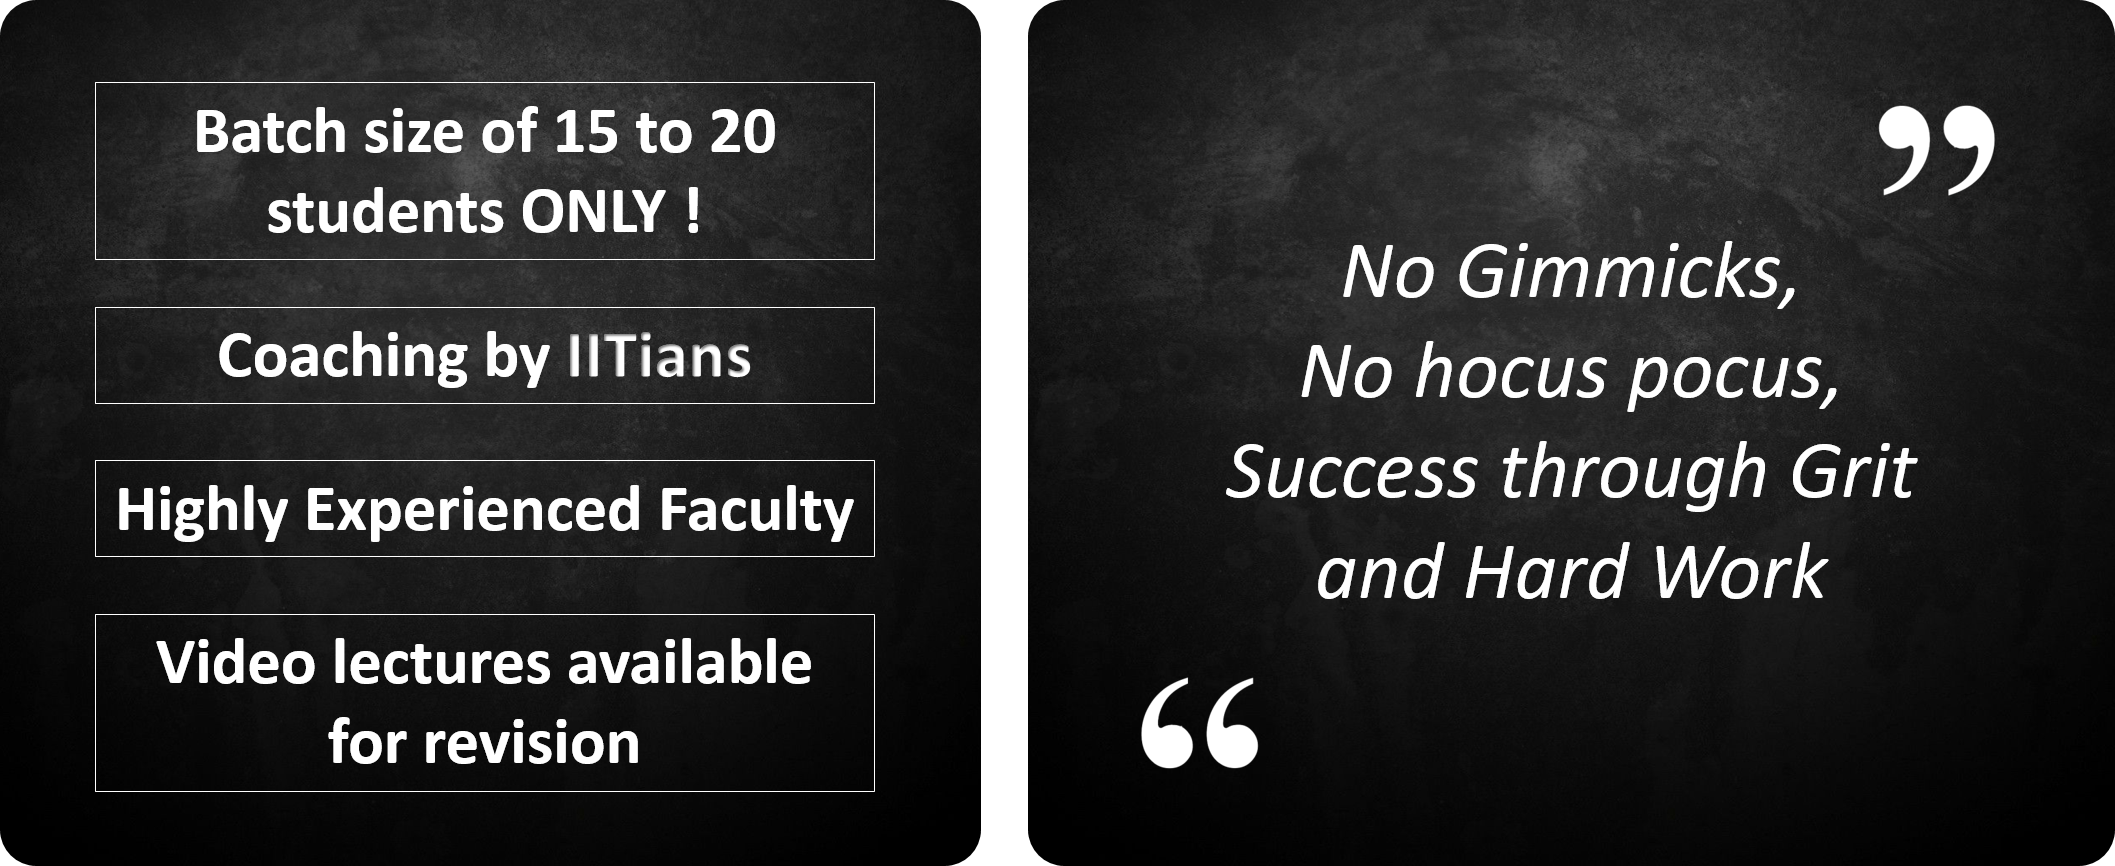 Batch size of 15 to 20
students ONLY !
Coaching by IITians
Highly Experienced Faculty
Video lectures available
for revision
”
No Gimmicks,
No hocus pocus,
Success through Grit
and Hard Work
“